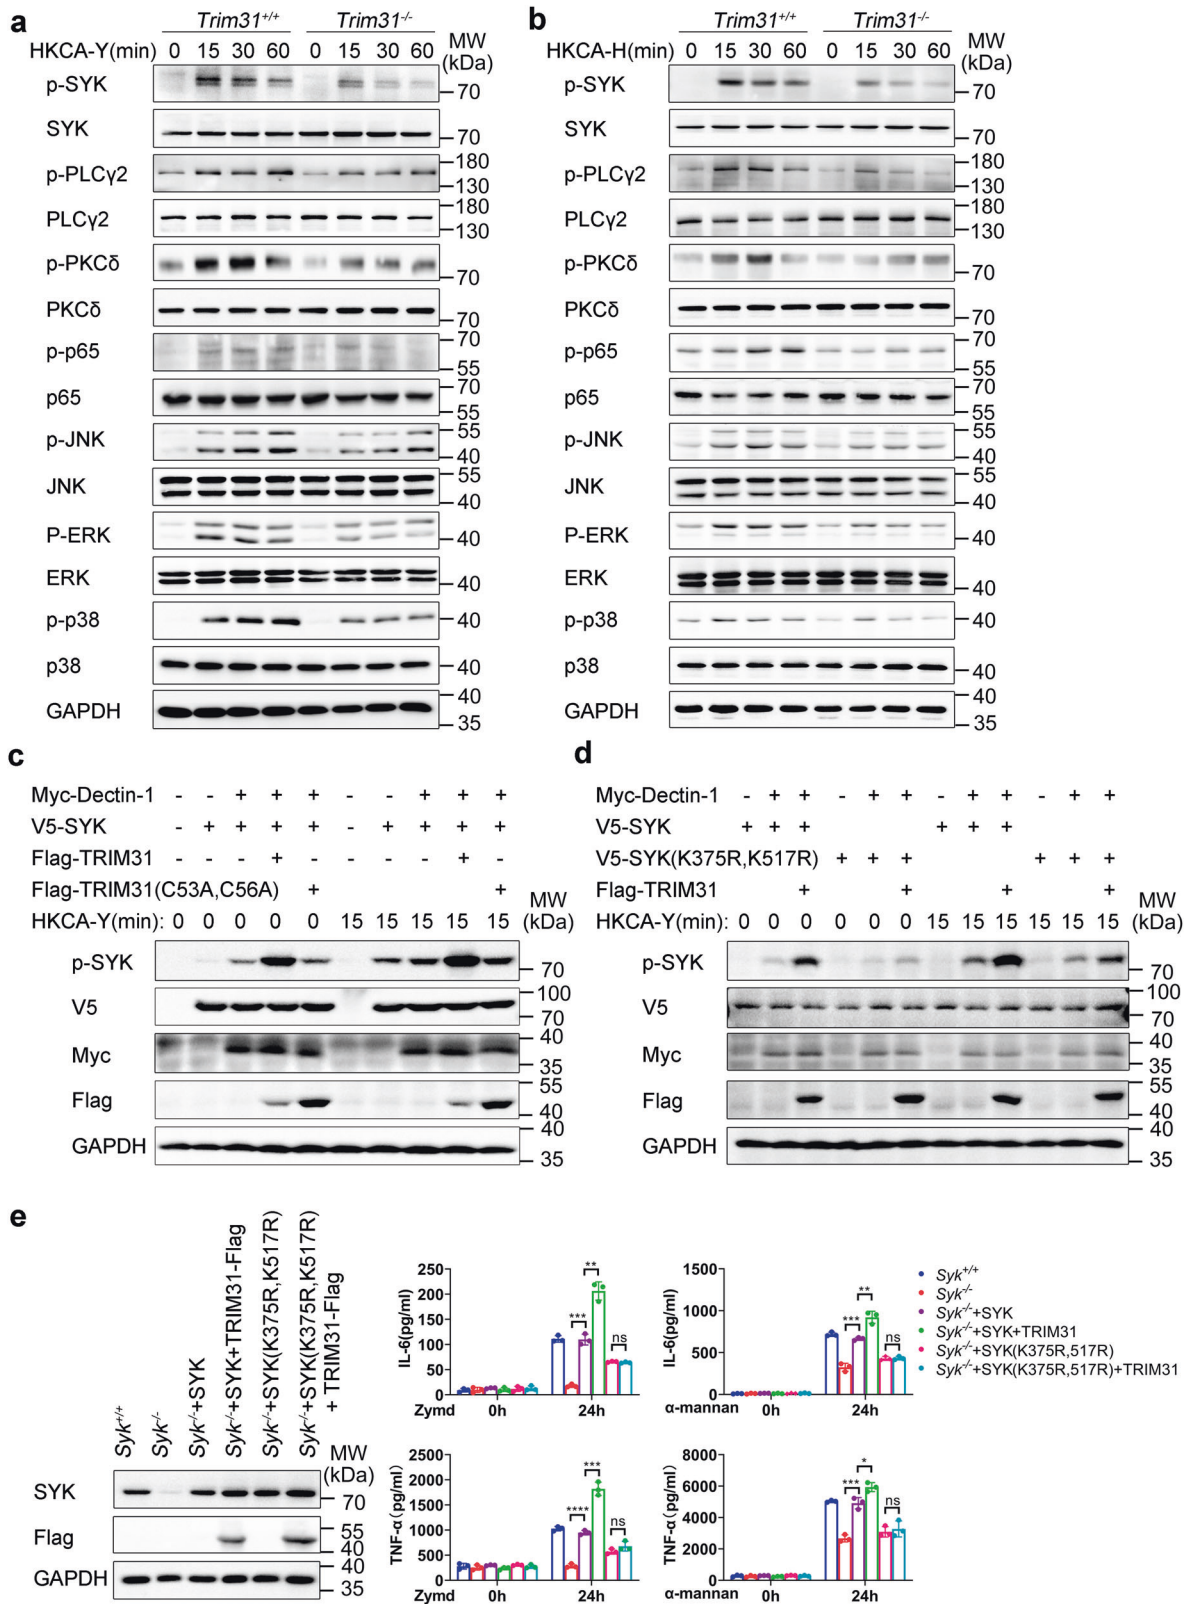 a
Trim31+/+ Trim31-/-
HKCA-Y(min) 0 15 30 60 0 15 30 60 MW (kDa)
p-SYK 70
SYK 70
p-PLCγ2 180 130
PLCγ2 180 130
p-PKCδ 70
PKCδ 70
p-p65 70 55
p65 70 55
p-JNK 55 40
JNK 55 40
P-ERK 40
ERK 40
p-p38 40
p38 40
GAPDH 40 35
b
Trim31+/+ Trim31-/-
HKCA-H(min) 0 15 30 60 0 15 30 60 MW (kDa)
p-SYK 70
SYK 70
p-PLCγ2 180 130
PLCγ2 180 130
p-PKCδ 70
PKCδ 70
p-p65 70 55
p65 70 55
p-JNK 55 40
JNK 55 40
P-ERK 40
ERK 40
p-p38 40
p38 40
GAPDH 40 35
c
Myc-Dectin-1 - - + + + - - + + +
V5-SYK - + + + + - + + + +
Flag-TRIM31 - - - + - - - - + -
Flag-TRIM31(C53A,C56A) - - - - + - - - - +
MW (kDa)
HKCA-Y(min): 0 0 0 0 0 15 15 15 15 15
p-SYK 70
V5 100 70
Myc 40 35
Flag 55 40
GAPDH 40 35
d
Myc-Dectin-1 - + + - + + - + + - + +
V5-SYK + + + + + +
V5-SYK(K375R,K517R) + + + + + +
Flag-TRIM31 + + + +
MW (kDa)
HKCA-Y(min): 0 0 0 0 0 0 15 15 15 15 15 15
p-SYK 70
V5 100 70
Myc 40 35
Flag 55 40
GAPDH 40 35
e
Syk+/+
Syk-/-
Syk-/-+SYK
Syk-/-+SYK+TRIM31-Flag
Syk-/-+SYK(K375R,K517R)
Syk-/-+SYK(K375R,K517R)
+ TRIM31-Flag
MW (kDa)
SYK 70
Flag 55 40
GAPDH 40 35
IL-6(pg/ml)
250
200
150
100
50
0
*** ** ns
Zymd 0h 24h
IL-6(pg/ml)
1500
1000
500
0
*** ** ns
α-mannan 0h 24h
Syk+/+
Syk-/-
Syk-/-+SYK
Syk-/-+SYK+TRIM31
Syk-/-+SYK(K375R,517R)
Syk-/-+SYK(K375R,517R)+TRIM31
TNF-α(pg/ml)
2500
2000
1500
1000
500
0
**** *** ns
Zymd 0h 24h
TNF-α(pg/ml)
8000
6000
4000
2000
0
*** * ns
α-mannan 0h 24h